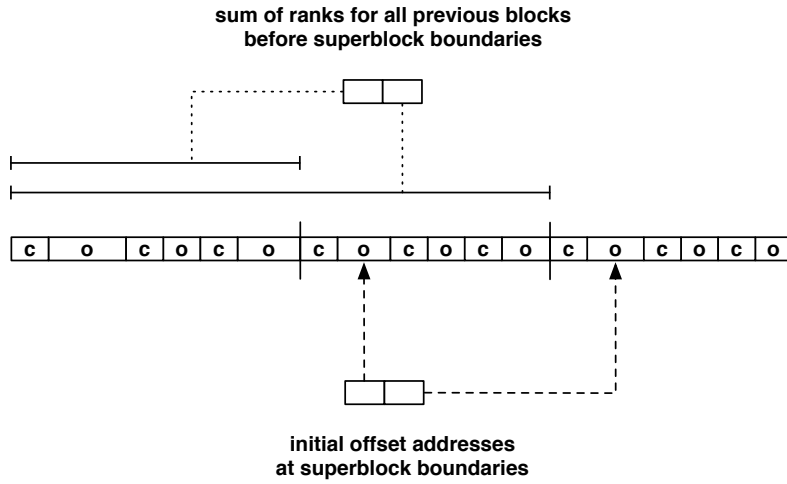 sum of ranks for all previous blocks
before superblock boundaries
c o c o c o c o c o c o c o c o c o
initial offset addresses
at superblock boundaries